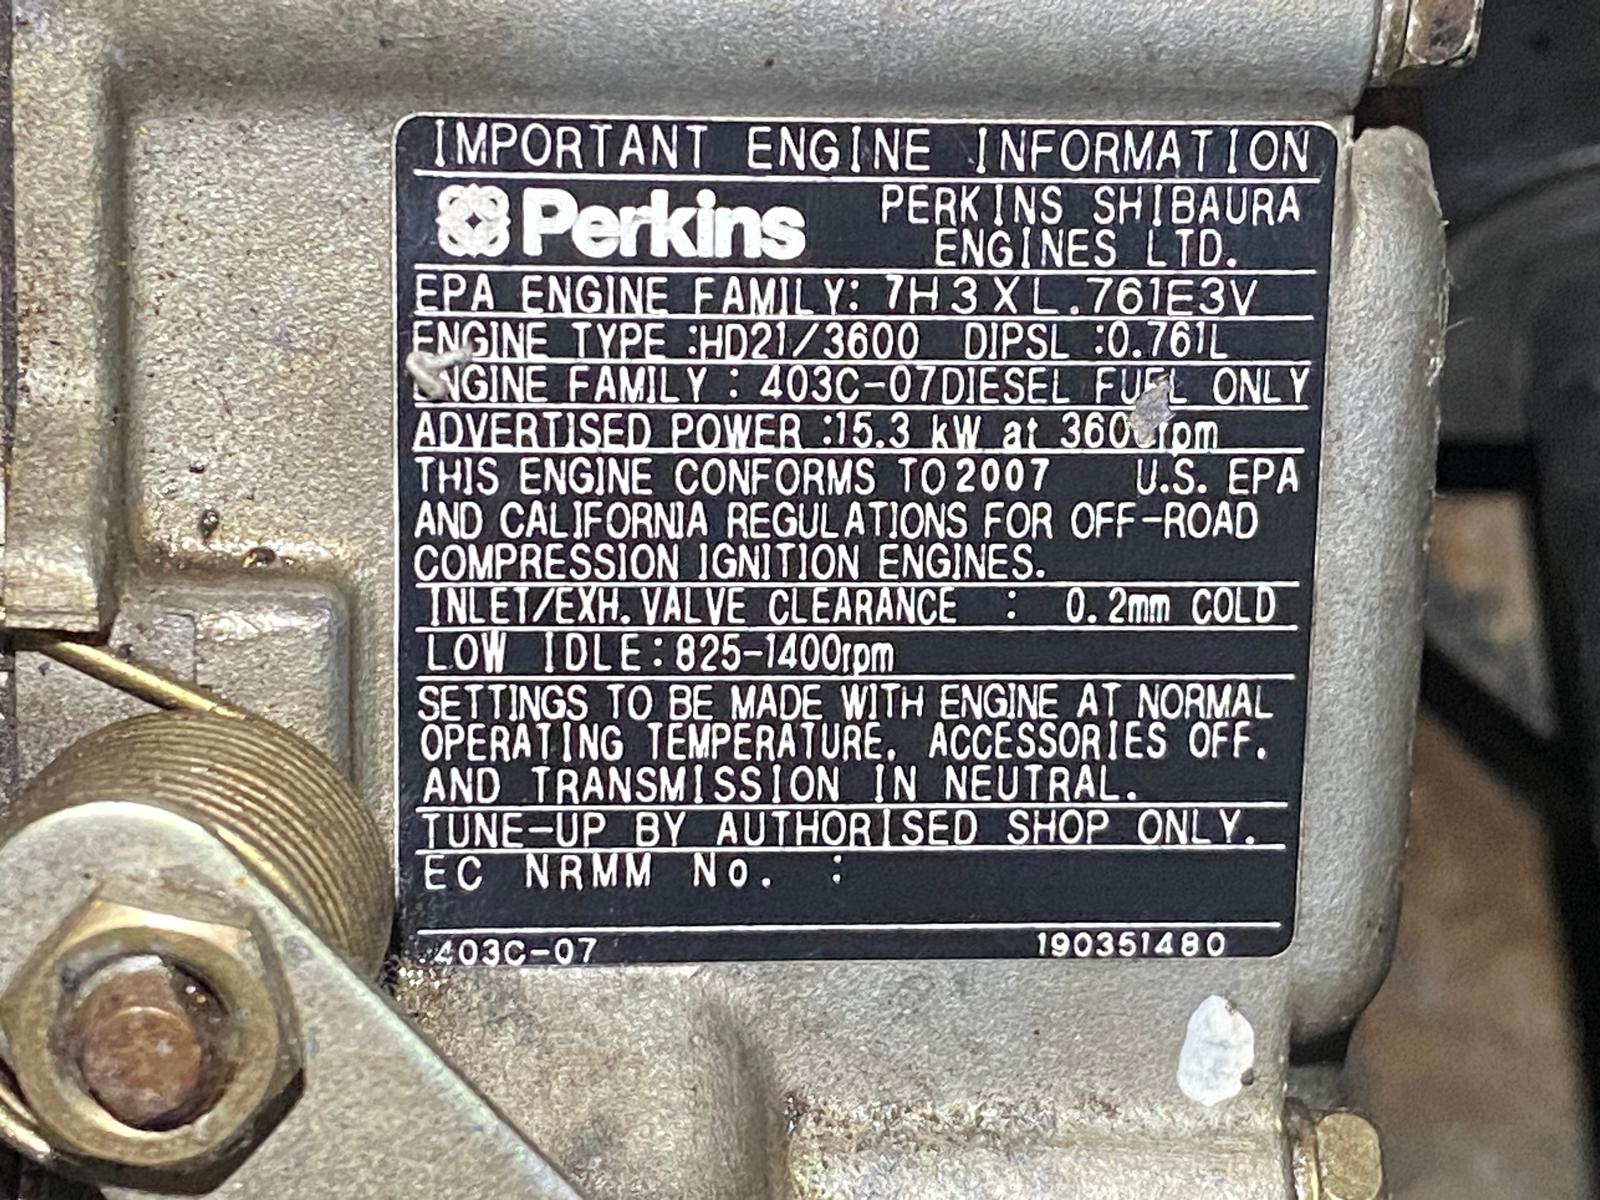 IMPORTANT ENGINE INFORMATION
Perkins PERKINS SHIBAURA
ENGINES LTD.
EPA ENGINE FAMILY: 7H3XL.761E3V
ENGINE TYPE :HD21/3600 DIPSL :0.761L
ENGINE FAMILY : 403C-07DIESEL FUEL ONLY
ADVERTISED POWER :15.3 kW at 3600rpm
THIS ENGINE CONFORMS TO 2007 U.S. EPA
AND CALIFORNIA REGULATIONS FOR OFF-ROAD
COMPRESSION IGNITION ENGINES.
INLET/EXH. VALVE CLEARANCE : 0.2mm COLD
LOW IDLE:825-1400rpm
SETTINGS TO BE MADE WITH ENGINE AT NORMAL
OPERATING TEMPERATURE, ACCESSORIES OFF.
AND TRANSMISSION IN NEUTRAL.
TUNE-UP BY AUTHORISED SHOP ONLY.
EC NRMM No. :
403C-07 190351480